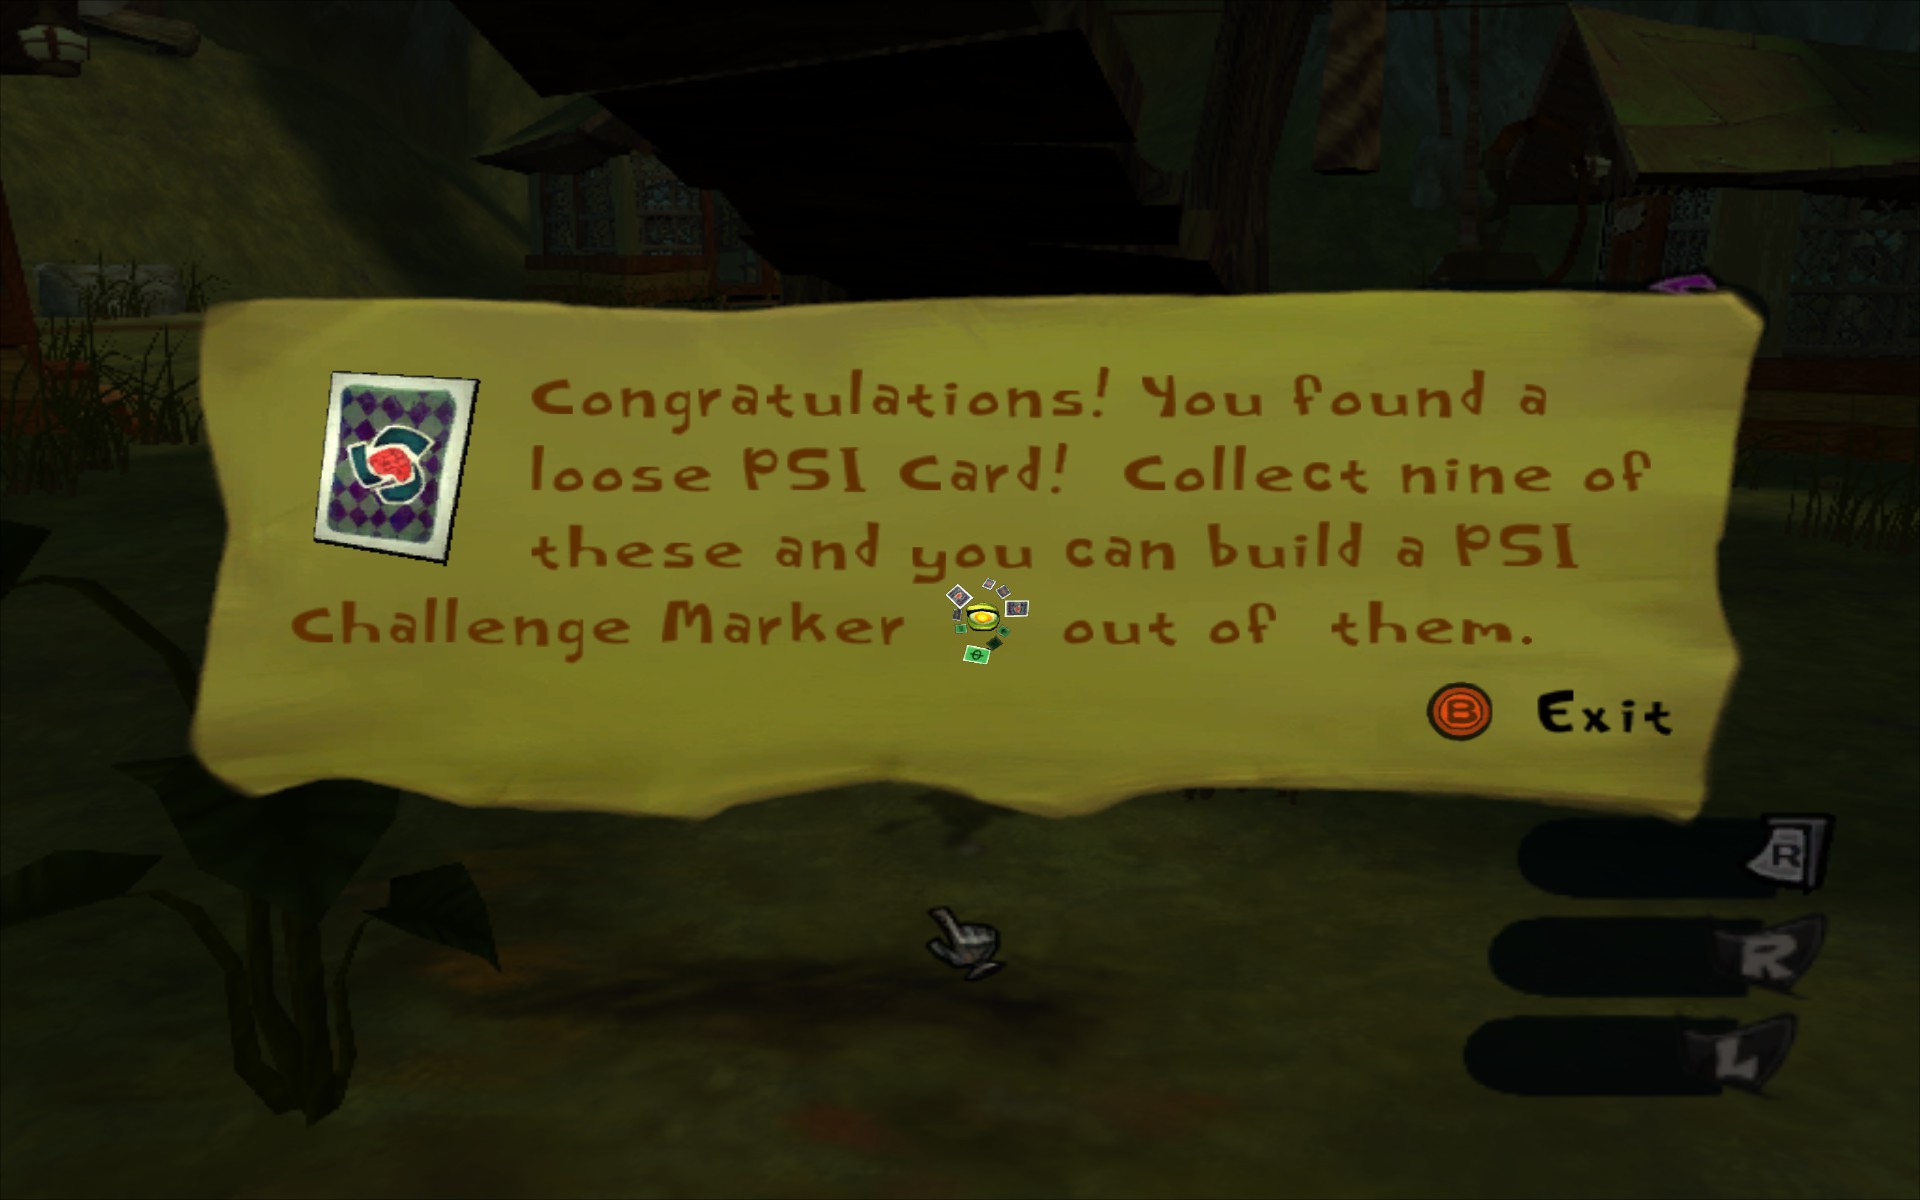 Congratulations! You found a
loose PSI Card! Collect nine of
these and you can build a PSI
Challenge Marker out of them.
B Exit
R
R
L